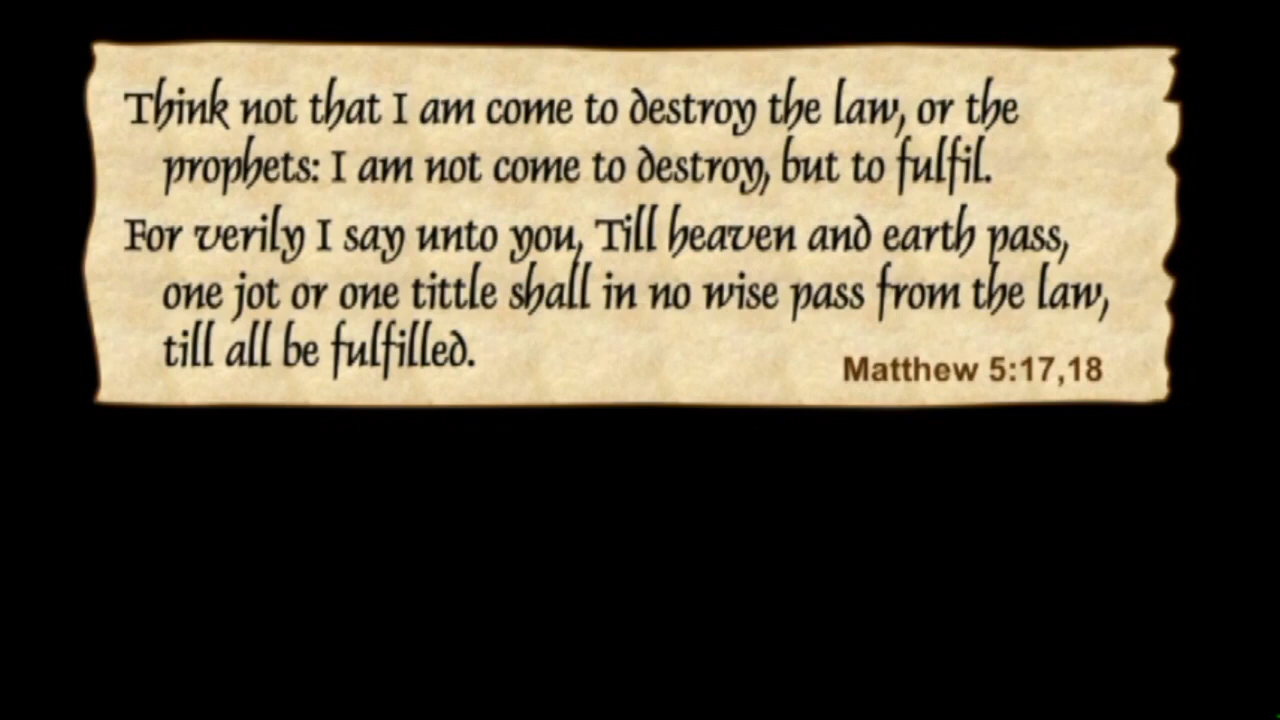 Think not that I am come to destroy the law, or the
prophets: I am not come to destroy, but to fulfil.
For verily I say unto you, Till heaven and earth pass,
one jot or one tittle shall in no wise pass from the law,
till all be fulfilled.
Matthew 5:17,18